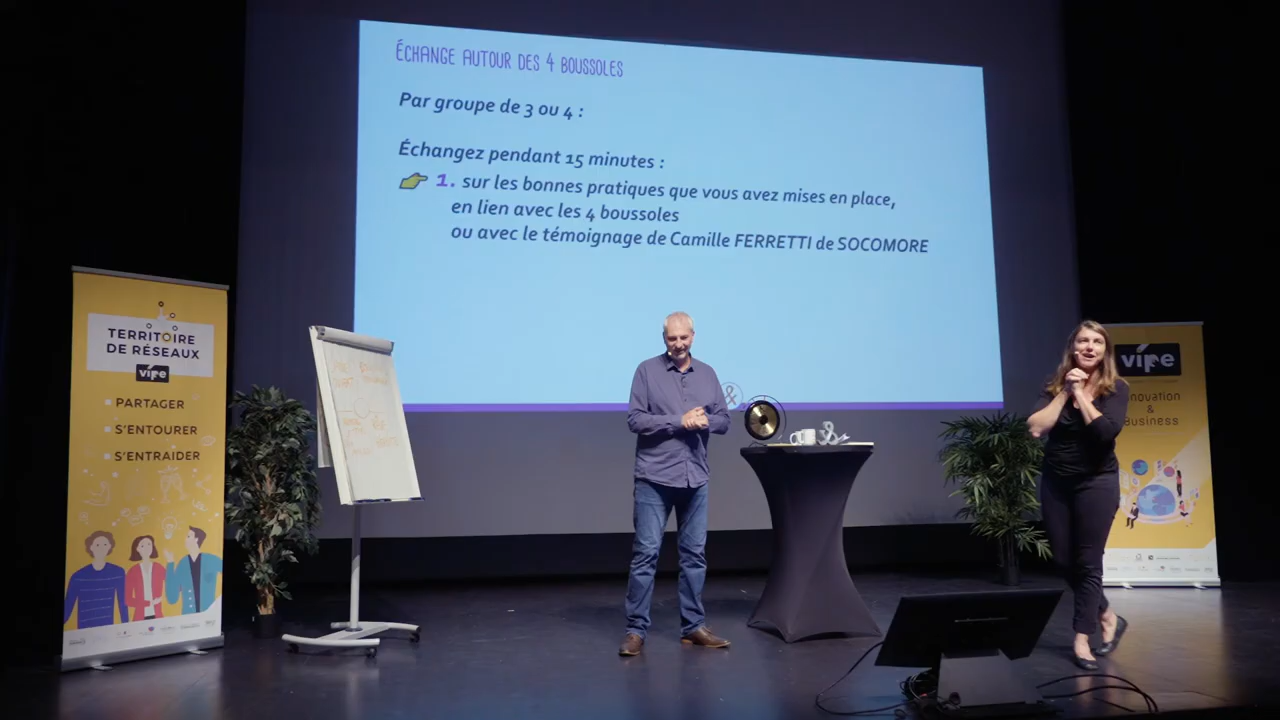 ÉCHANGE AUTOUR DES 4 BOUSSOLES
Par groupe de 3 ou 4 :
Échangez pendant 15 minutes :
1. sur les bonnes pratiques que vous avez mises en place,
en lien avec les 4 boussoles
ou avec le témoignage de Camille FERRETTI de SOCOMORE
TERRITOIRE
DE RÉSEAUX
vipe
PARTAGER
S'ENTOURER
S'ENTRAIDER
&
&
vipe
&
Business